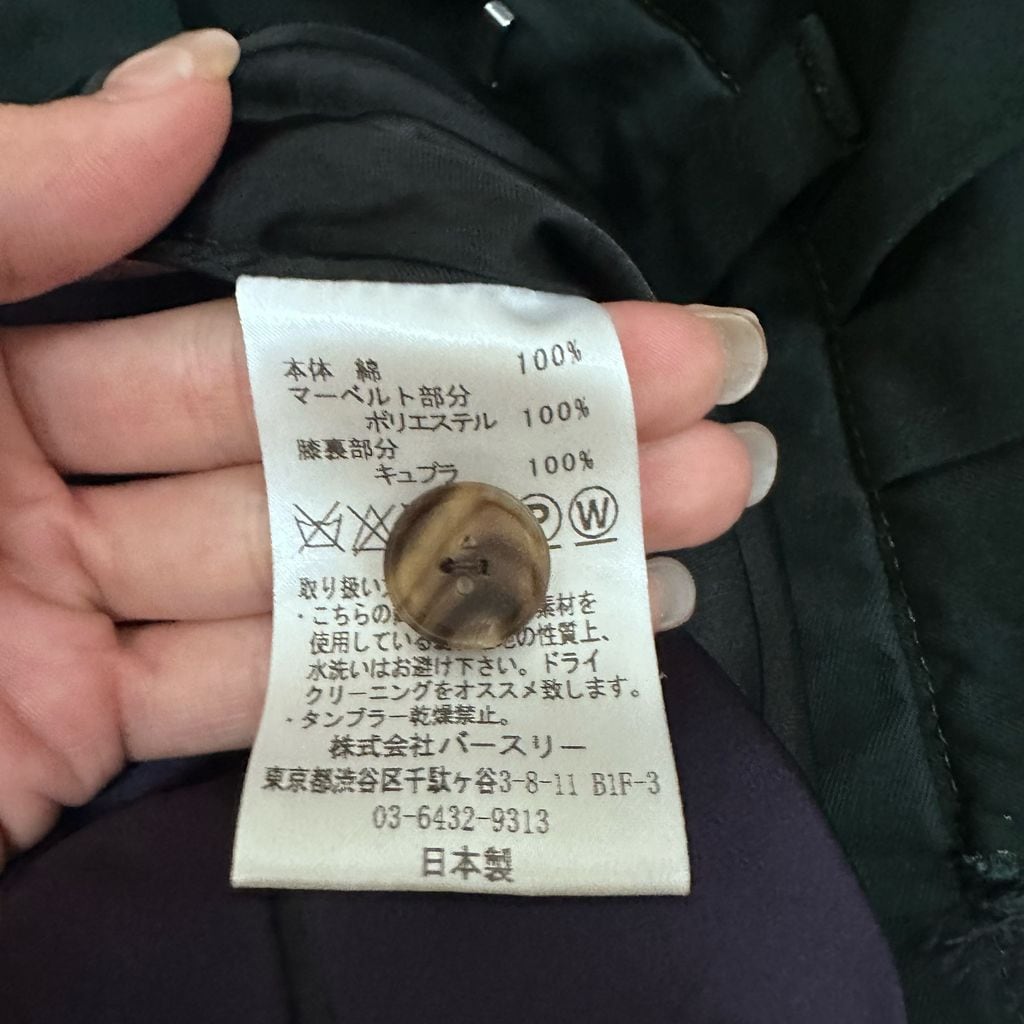 本体 綿 100%
マーベルト部分
ポリエステル 100%
膝裏部分
キュプラ 100%
P W
取り扱い
・こちらの 素材を
使用している の性質上、
水洗いはお避け下さい。ドライ
クリーニングをオススメ致します。
・タンブラー乾燥禁止。
株式会社バースリー
東京都渋谷区千駄ケ谷3-8-11 B1F-3
03-6432-9313
日本製